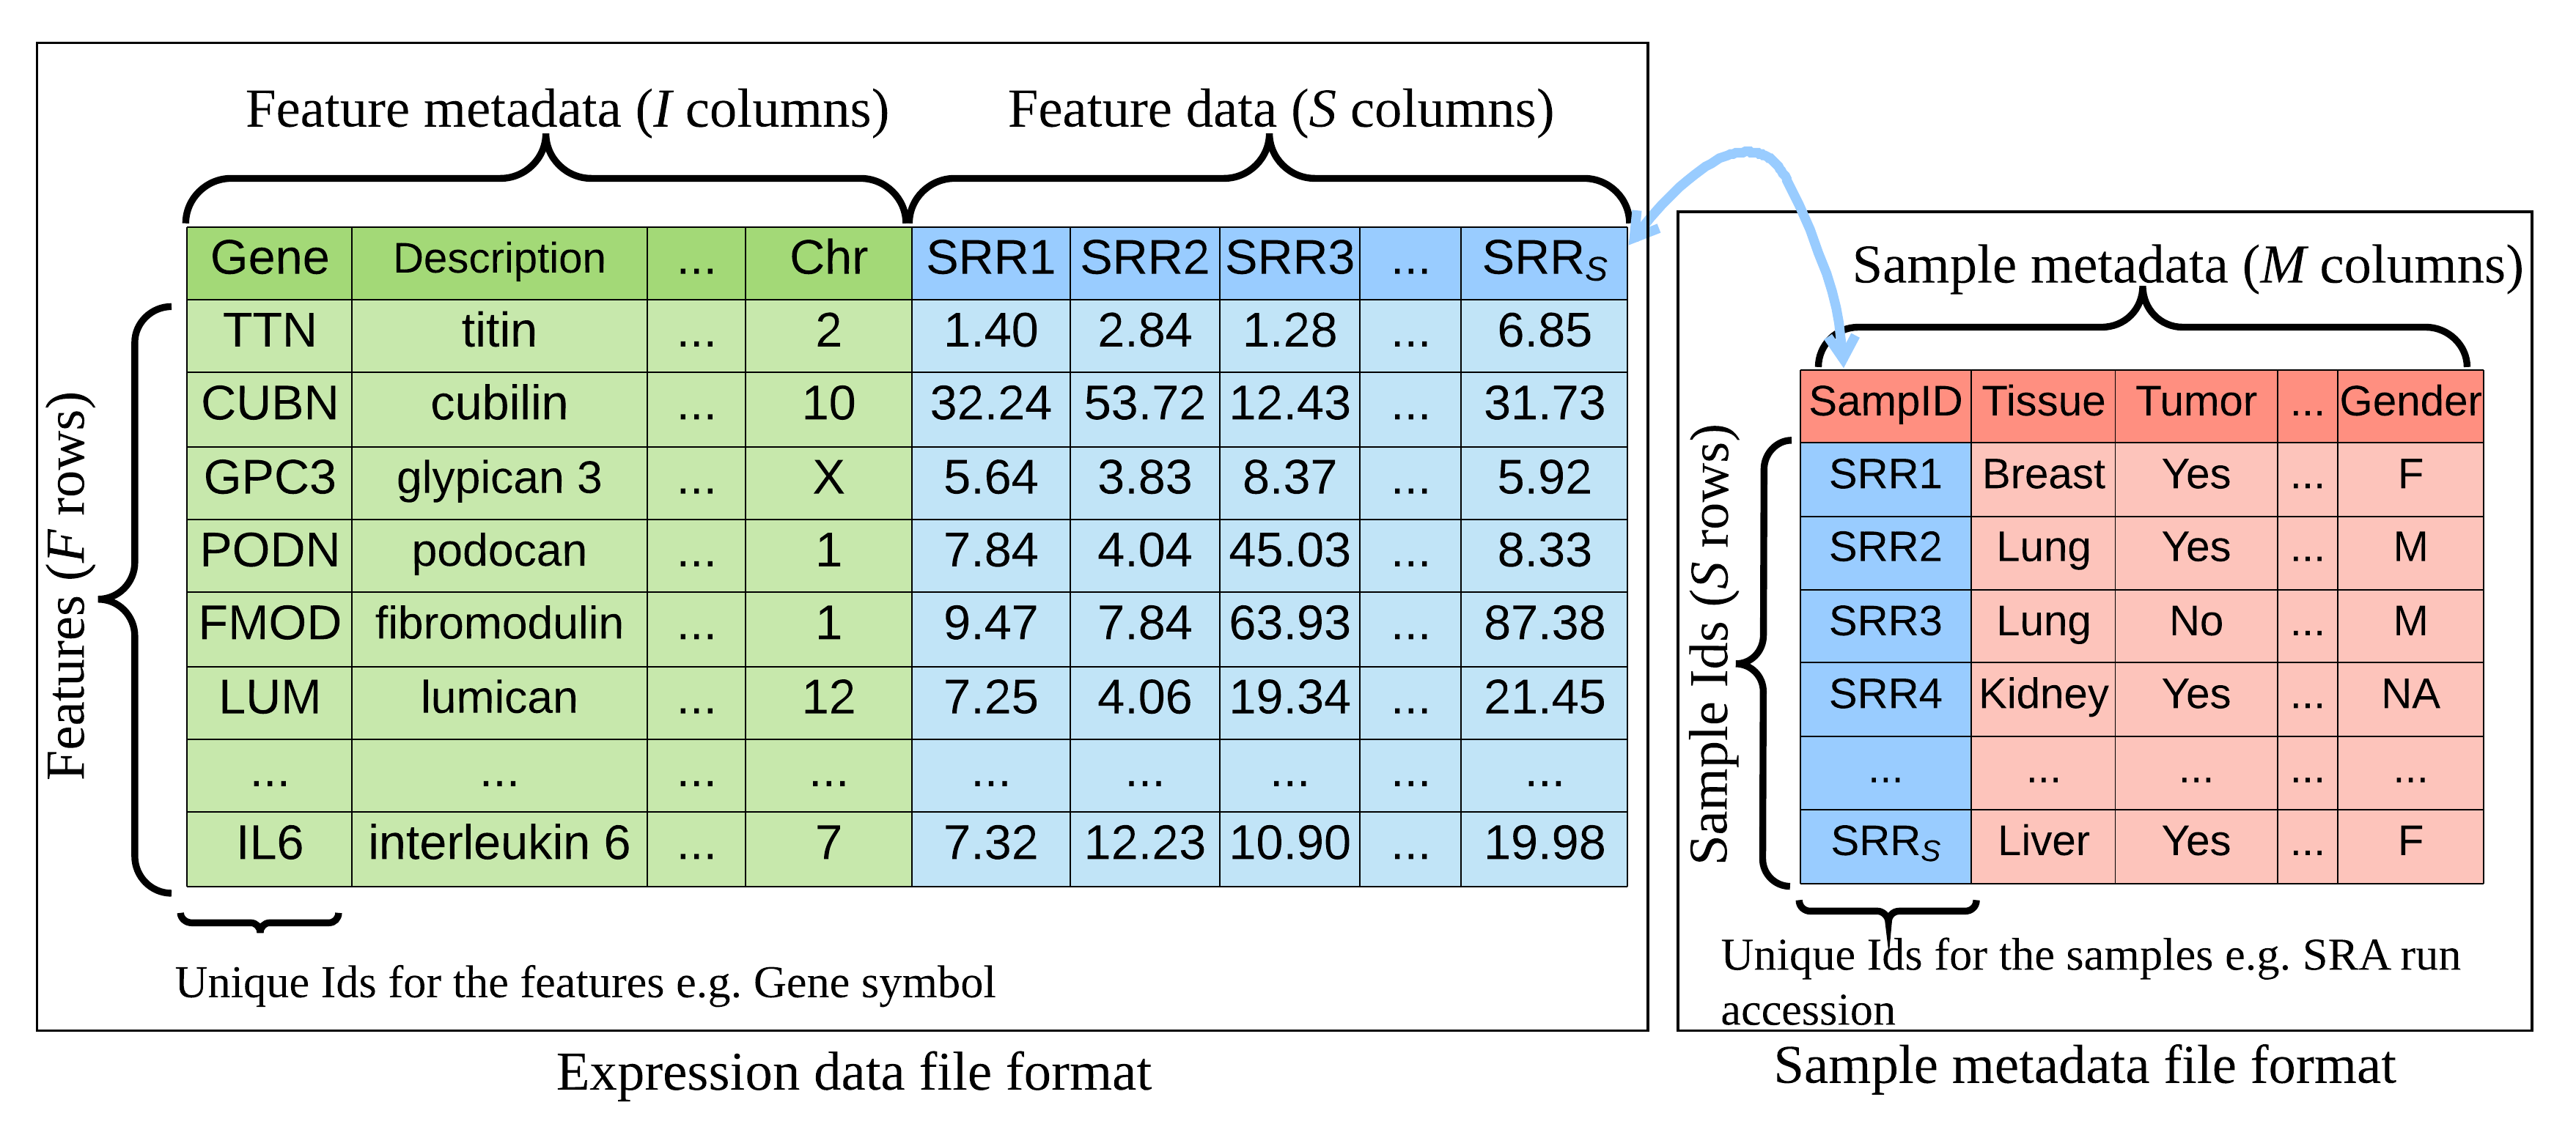 Feature metadata (I columns) Feature data (S columns)
Gene Description ... Chr SRR1 SRR2 SRR3 ... SRRS
TTN titin ... 2 1.40 2.84 1.28 ... 6.85
CUBN cubilin ... 10 32.24 53.72 12.43 ... 31.73
GPC3 glypican 3 ... X 5.64 3.83 8.37 ... 5.92
PODN podocan ... 1 7.84 4.04 45.03 ... 8.33
FMOD fibromodulin ... 1 9.47 7.84 63.93 ... 87.38
LUM lumican ... 12 7.25 4.06 19.34 ... 21.45
... ... ... ... ... ... ... ... ...
IL6 interleukin 6 ... 7 7.32 12.23 10.90 ... 19.98
Features (F rows)
Unique Ids for the features e.g. Gene symbol
Expression data file format
Sample metadata (M columns)
SampID Tissue Tumor ... Gender
SRR1 Breast Yes ... F
SRR2 Lung Yes ... M
SRR3 Lung No ... M
SRR4 Kidney Yes ... NA
... ... ... ... ...
SRRS Liver Yes ... F
Sample Ids (S rows)
Unique Ids for the samples e.g. SRA run
accession
Sample metadata file format